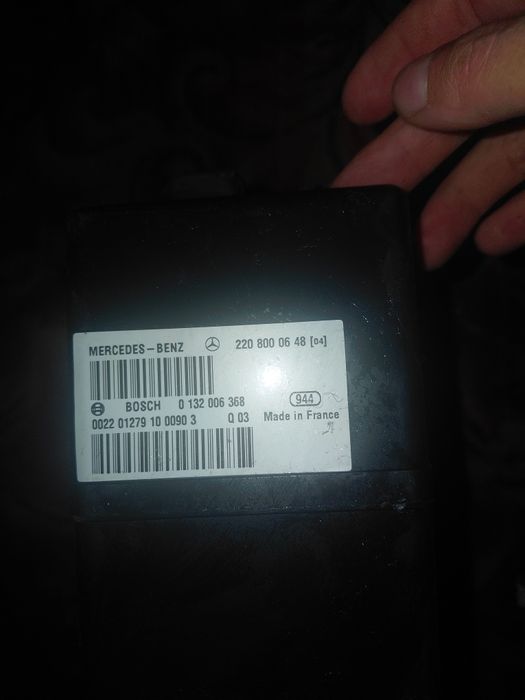 MERCEDES-BENZ 220 800 06 48 [04]
BOSCH 0 132 006 368 944
0022 01279 10 0090 3 Q 03 Made in France